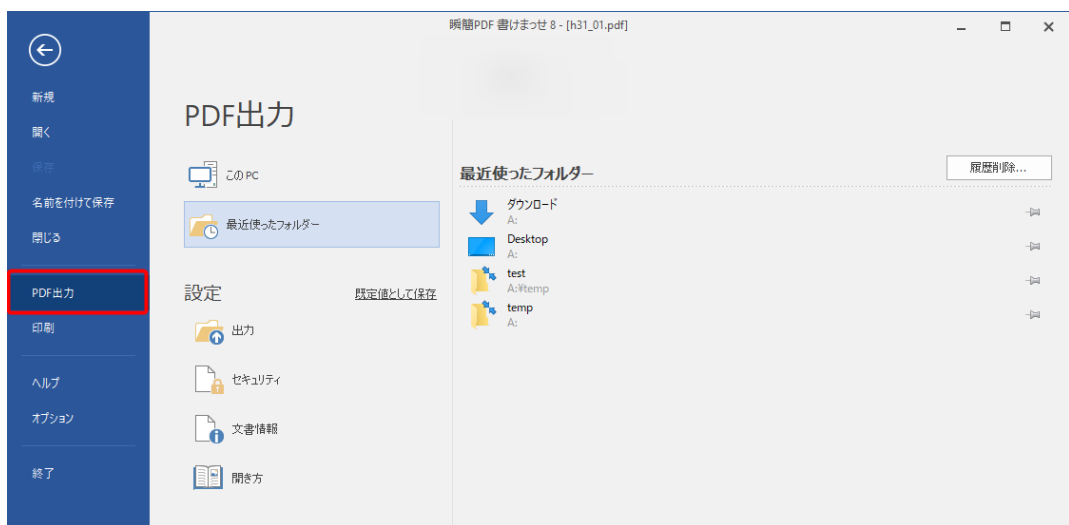 瞬簡PDF 書けまっせ 8 - [h31_01.pdf]
新規
開く
保存
名前を付けて保存
閉じる
PDF出力
印刷
ヘルプ
オプション
終了
PDF出力
このPC
最近使ったフォルダー
設定
既定値として保存
出力
セキュリティ
文書情報
開き方
最近使ったフォルダー
履歴削除...
ダウンロード
A:
Desktop
A:
test
A:¥temp
temp
A: